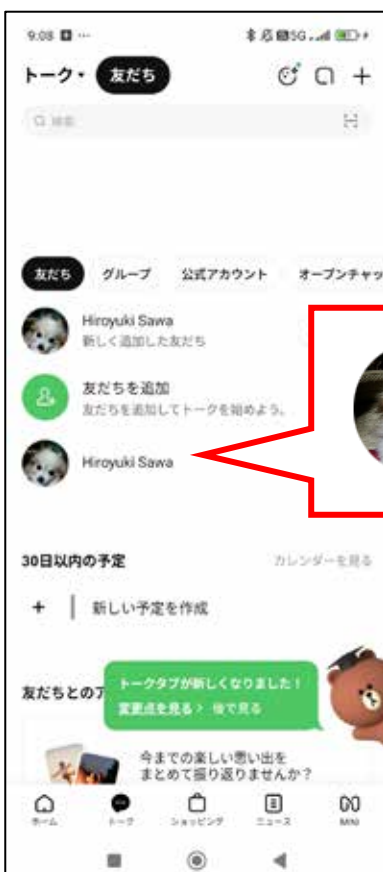 9:08
5G
トーク・ 友だち
検索
友だち グループ 公式アカウント オープンチャッ
Hiroyuki Sawa
新しく追加した友だち
友だちを追加
友だちを追加してトークを始めよう。
Hiroyuki Sawa
30日以内の予定 カレンダーを見る
+ 新しい予定を作成
トークタブが新しくなりました！
友だちとのア
変更点を見る > 後で見る
今までの楽しい思い出を
まとめて振り返りませんか？
ホーム トーク ショッピング ニュース MINI